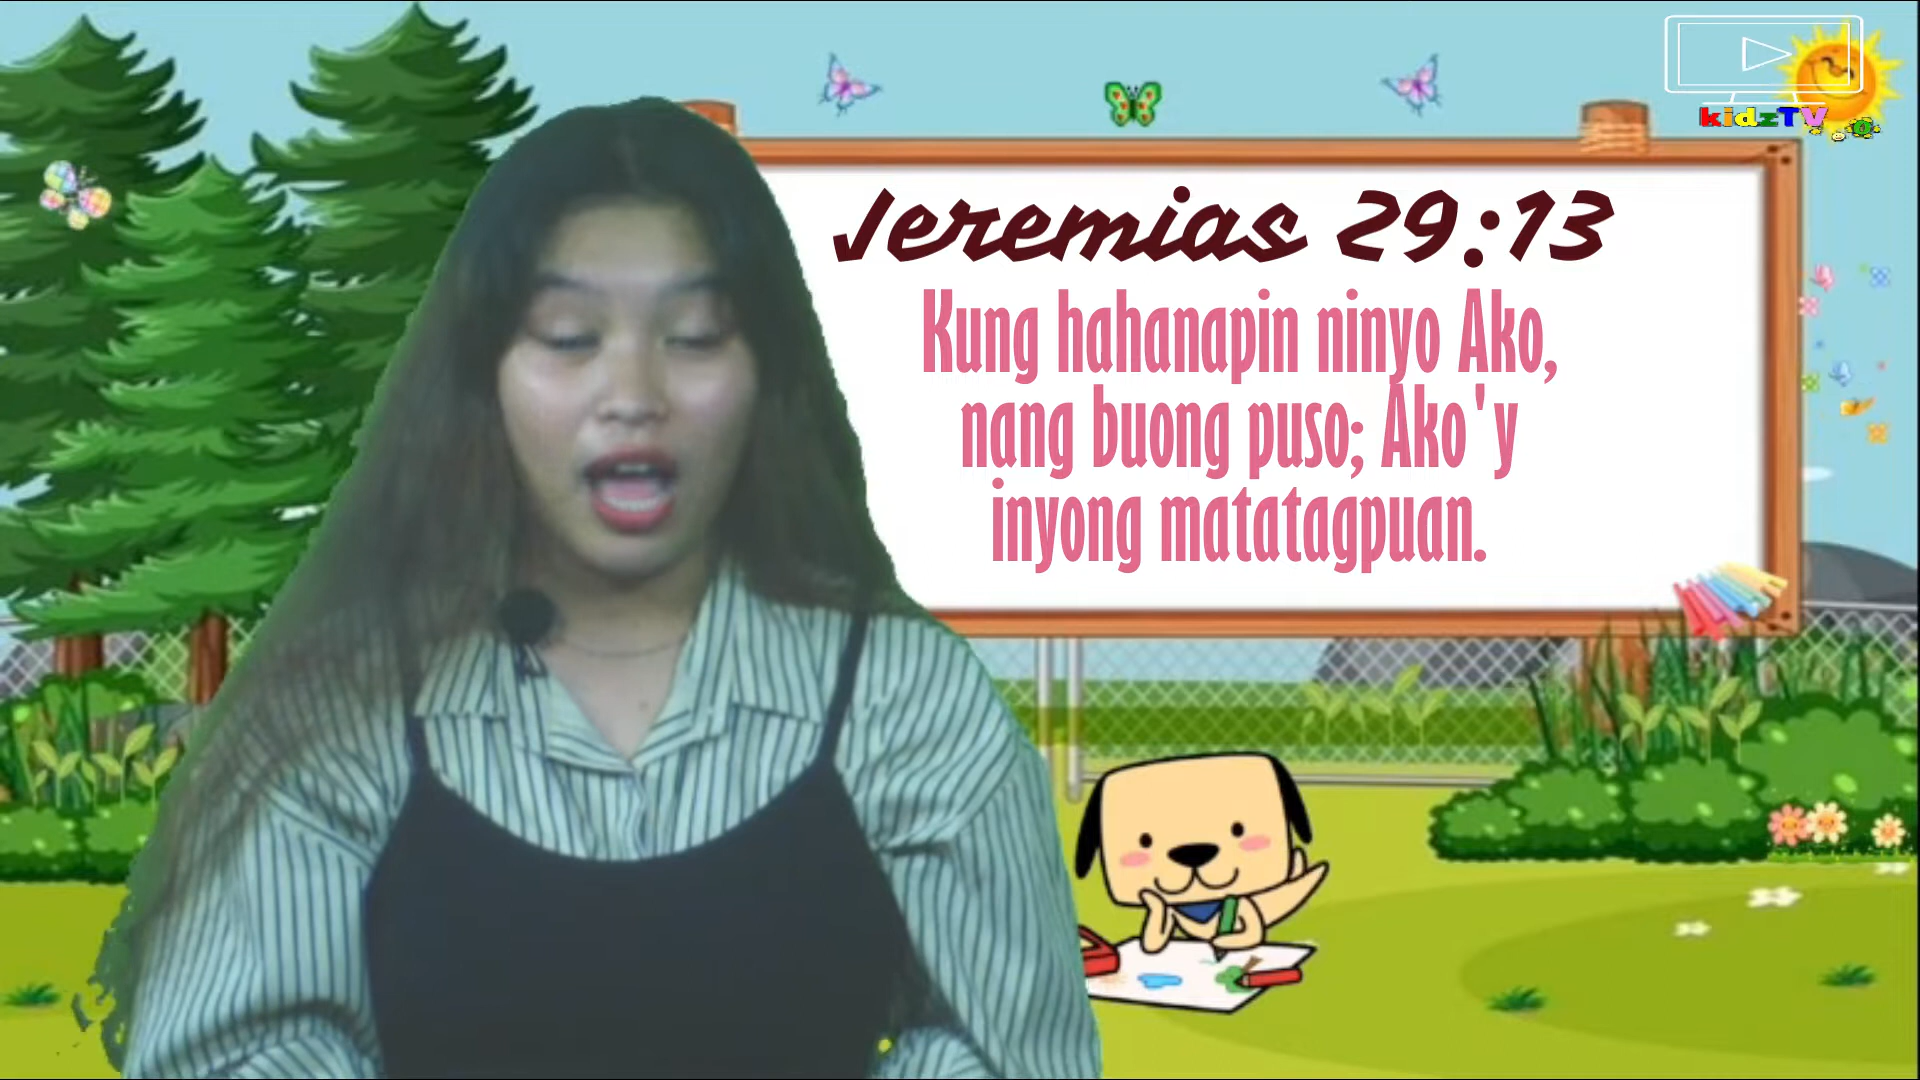 kidzTV
Jeremias 29:13
Kung hahanapin ninyo Ako,
nang buong puso; Ako'y
inyong matatagpuan.